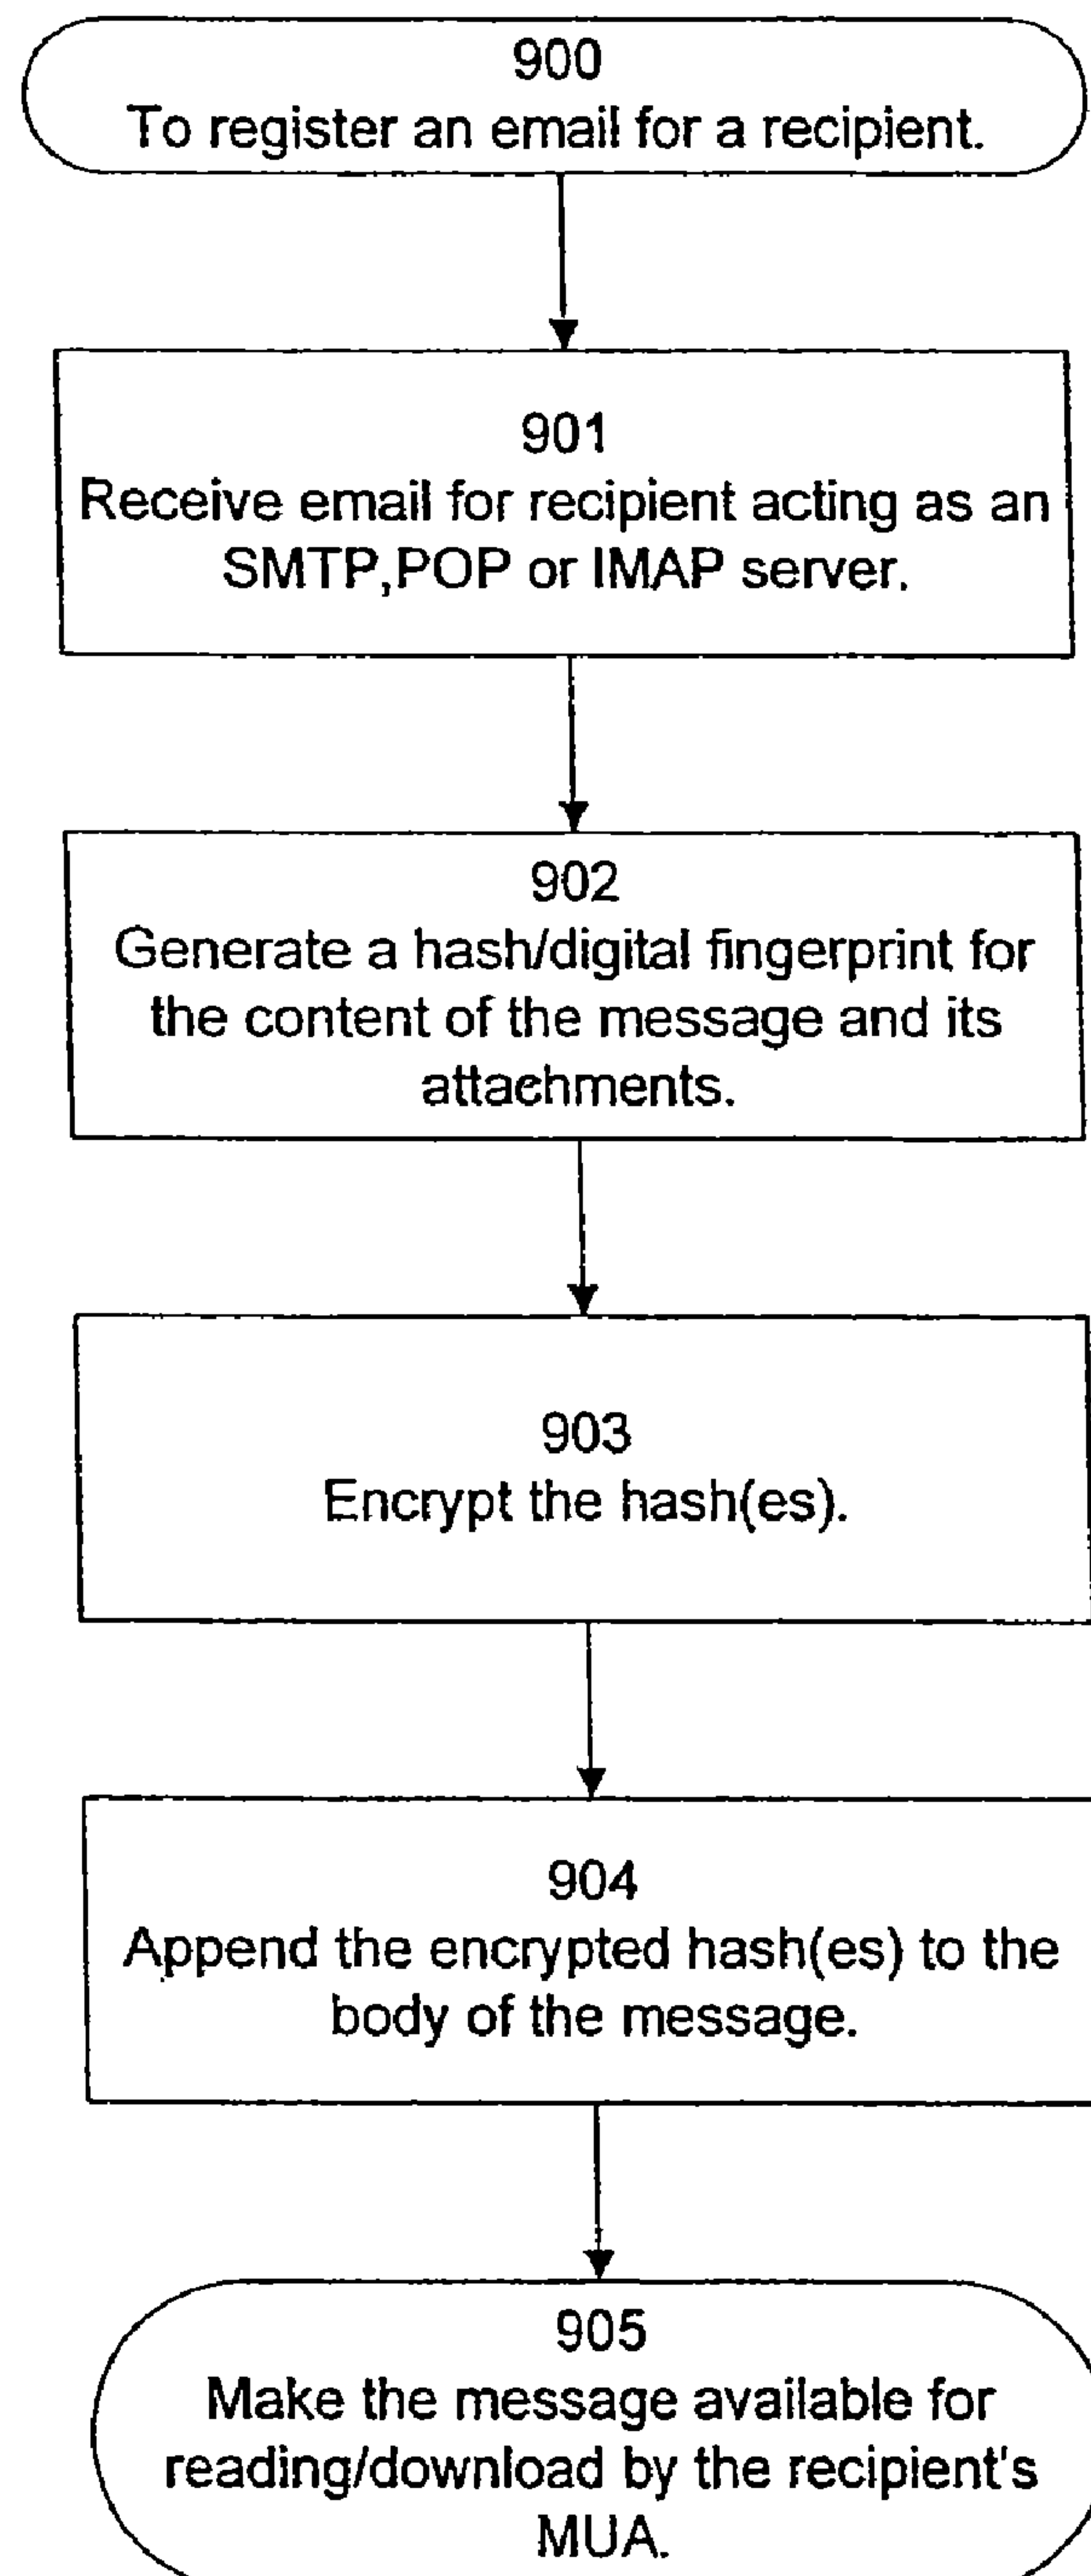 900
To register an email for a recipient.
901
Receive email for recipient acting as an
SMTP,POP or IMAP server.
902
Generate a hash/digital fingerprint for
the content of the message and its
attachments.
903
Encrypt the hash(es).
904
Append the encrypted hash(es) to the
body of the message.
905
Make the message available for
reading/download by the recipient's
MUA.